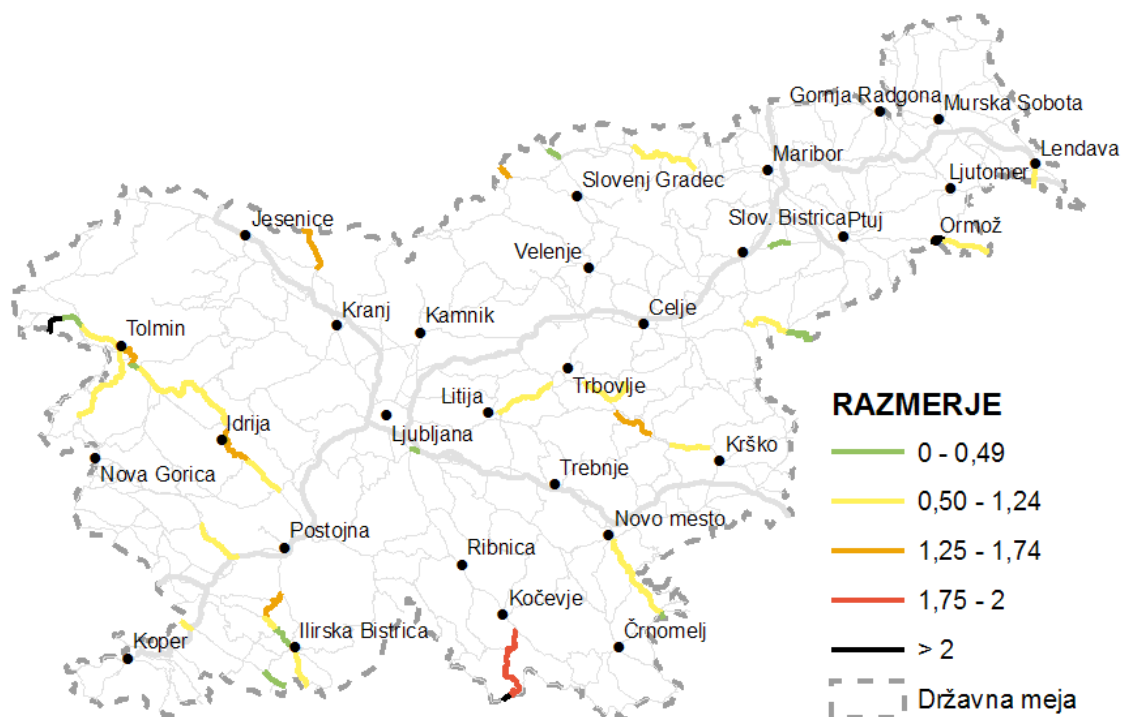 Gornja Radgona
Murska Sobota
Lendava
Maribor
Ljutomer
Slovenj Gradec
Slov. Bistrica
Ptuj
Ormož
Jesenice
Velenje
Kranj
Kamnik
Celje
Tolmin
Trbovlje
Litija
Idrija
Ljubljana
Krško
Nova Gorica
Trebnje
Postojna
Novo mesto
Ribnica
Kočevje
Ilirska Bistrica
Črnomelj
Koper
RAZMERJE
0 - 0,49
0,50 - 1,24
1,25 - 1,74
1,75 - 2
> 2
Državna meja